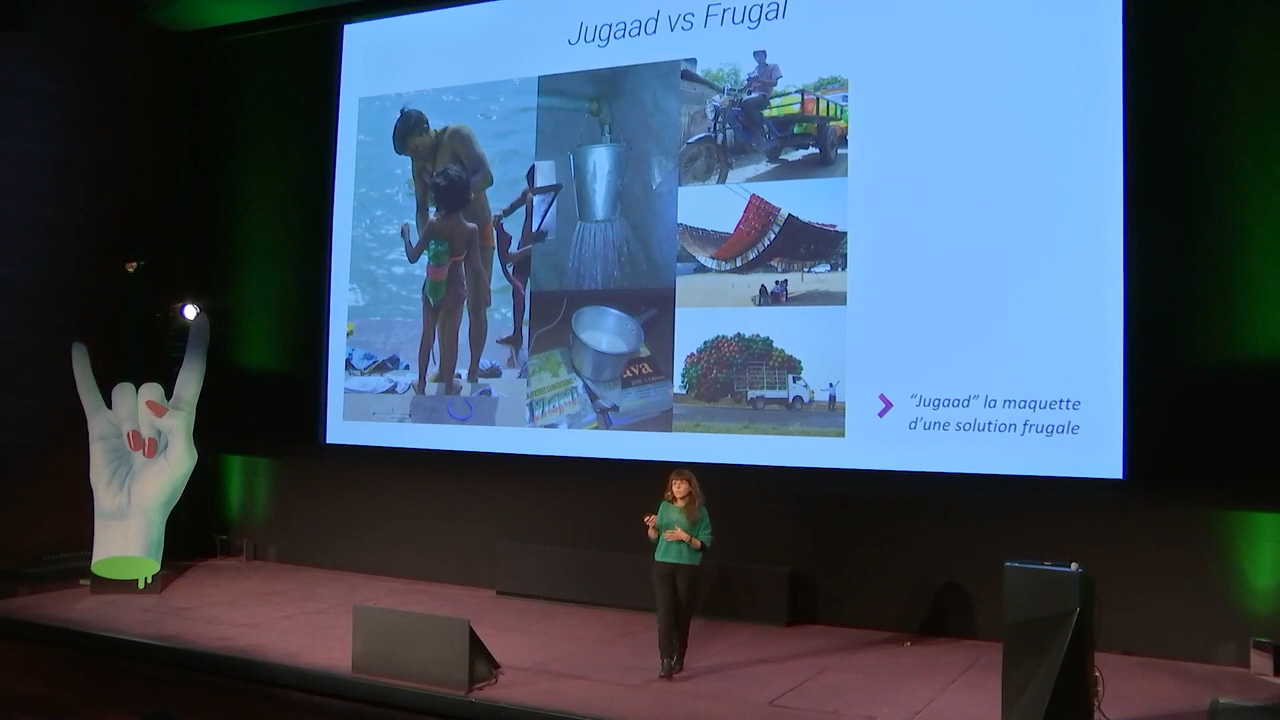 Jugaad vs Frugal
“Jugaad” la maquette
d’une solution frugale